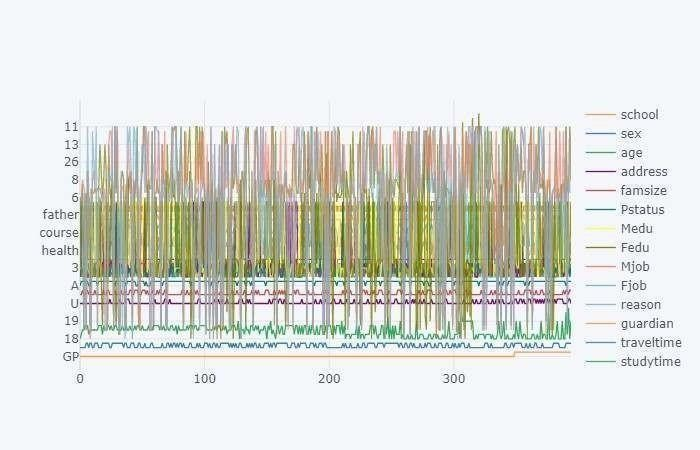 11
13
26
8
6
father
course
health
3
A
U
19
18
GP
0
100
200
300
school
sex
age
address
famsize
Pstatus
Medu
Fedu
Mjob
Fjob
reason
guardian
traveltime
studytime